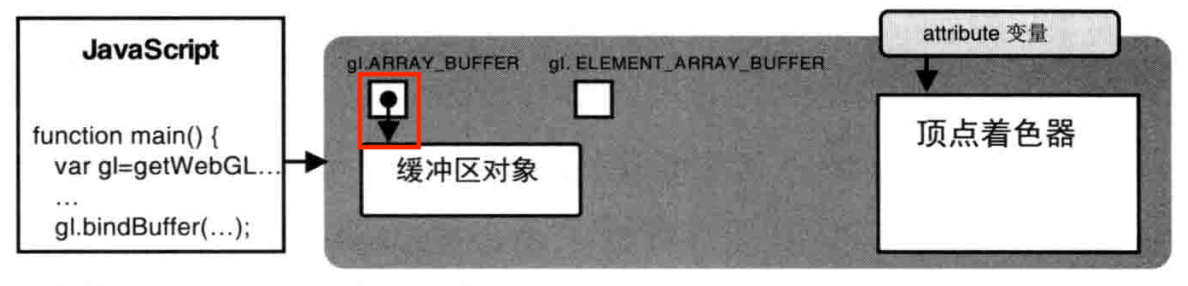 JavaScript
function main() {
var gl=getWebGL...
...
gl.bindBuffer(...);
gl.ARRAY_BUFFER
gl. ELEMENT_ARRAY_BUFFER
缓冲区对象
attribute 变量
顶点着色器